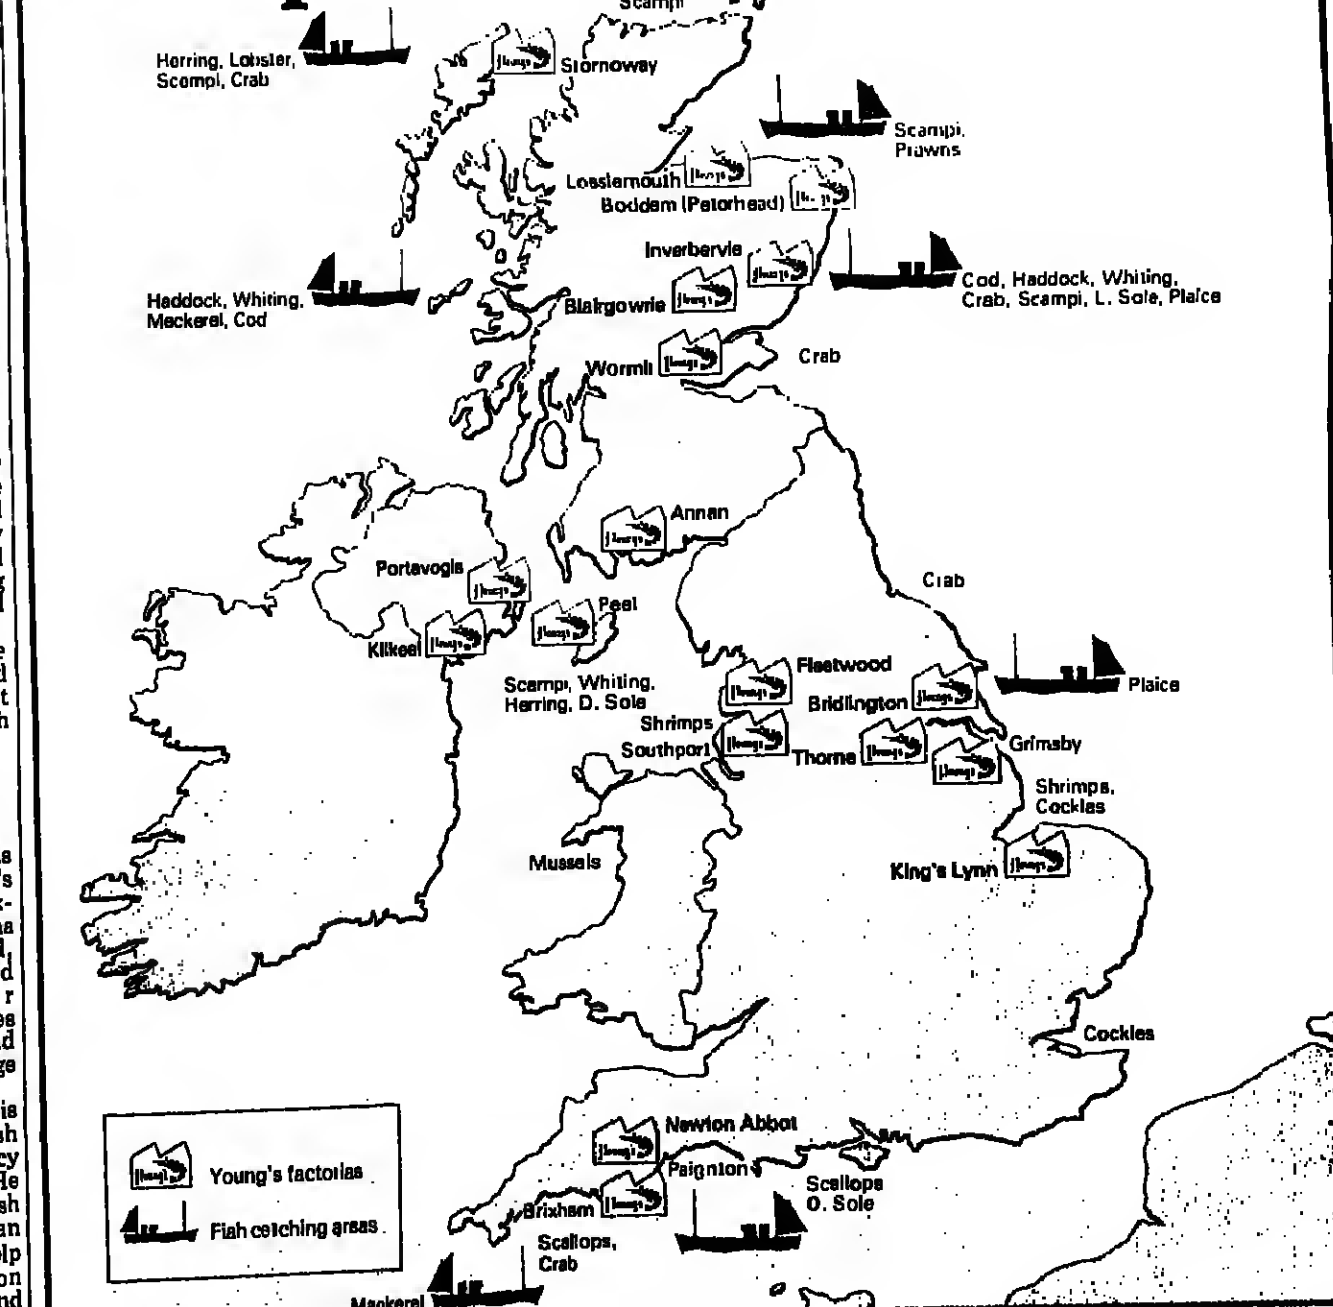 Scampi
Herring, Lobster,
Scampi, Crab
Stornoway
Scampi,
Prawns
Lossiemouth
Boddam (Peterhead)
Inverbervie
Cod, Haddock, Whiting,
Crab, Scampi, L. Sole, Plaice
Haddock, Whiting,
Mackerel, Cod
Blairgowrie
Wormit
Crab
Annan
Portavogie
Crab
Peel
Kilkeel
Fleetwood
Scampi, Whiting,
Herring, D. Sole
Bridlington
Plaice
Shrimps
Southport
Thorne
Grimsby
Shrimps,
Cockles
Mussels
King's Lynn
Cockles
Newton Abbot
Paignton
Young's factories
Scallops
D. Sole
Brixham
Fish catching areas
Scallops,
Crab
Mackerel